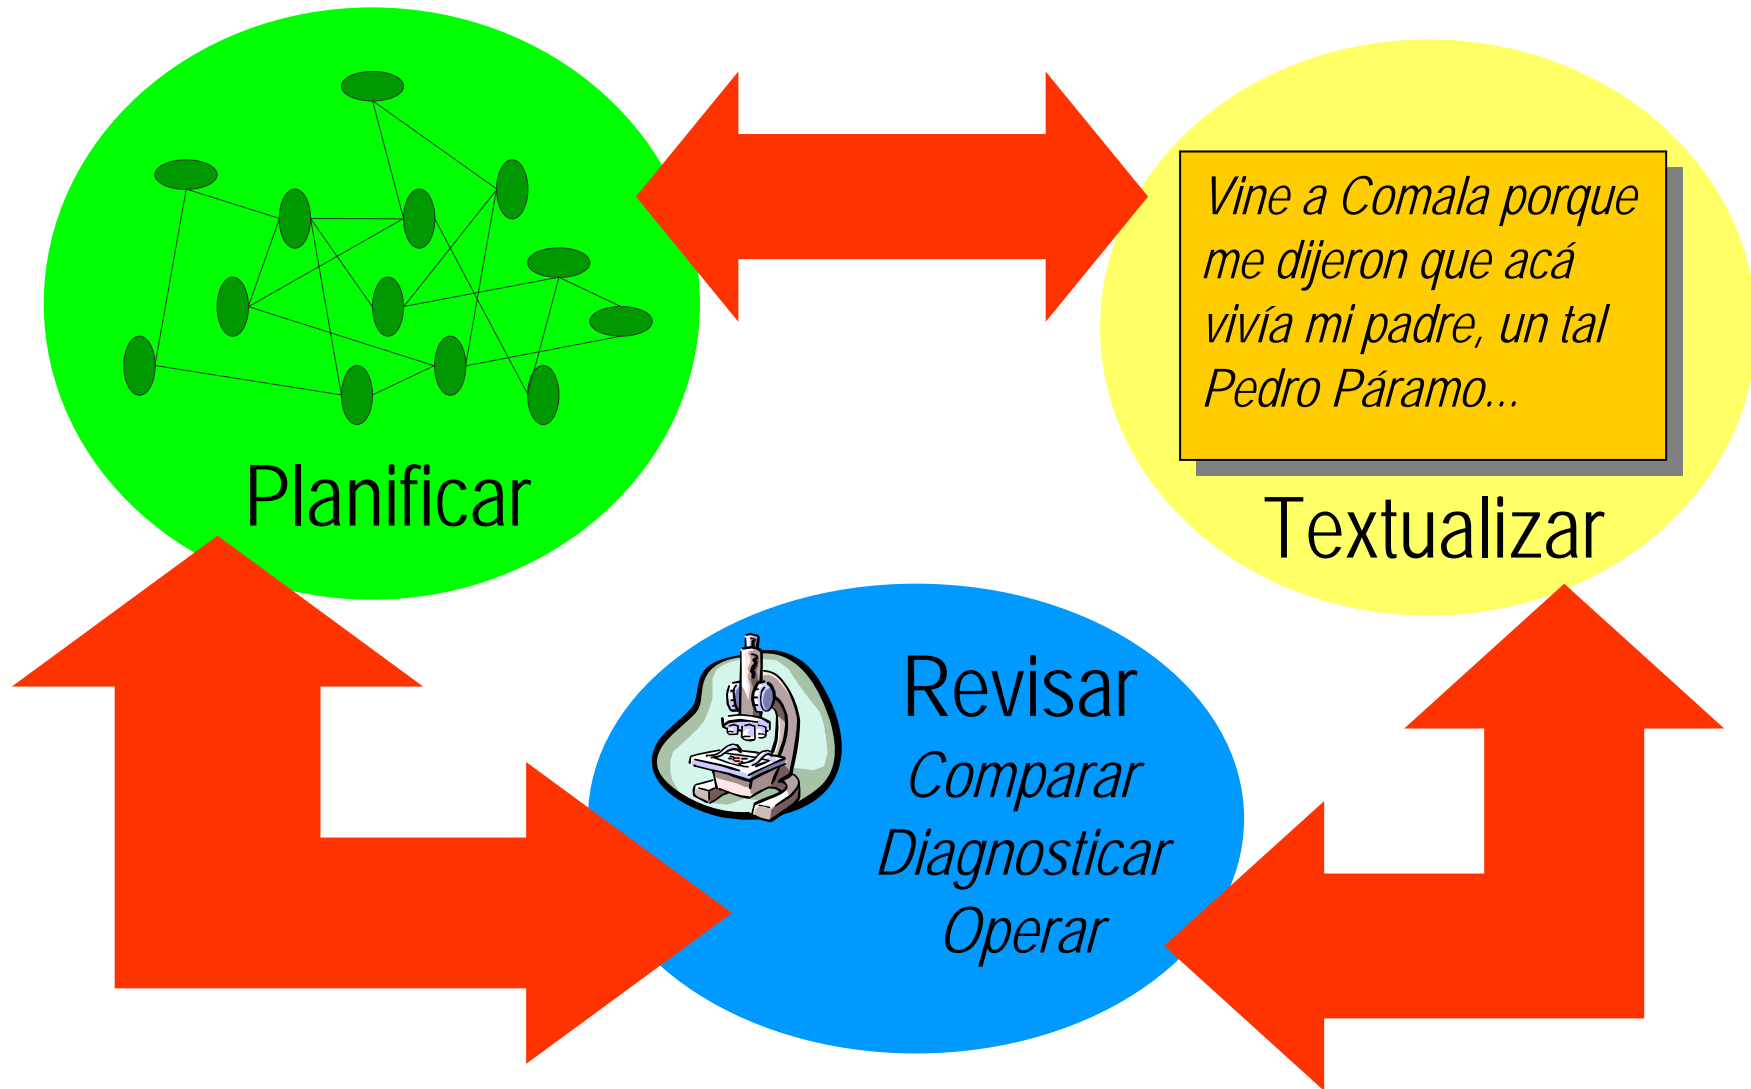 Planificar
Vine a Comala porque
me dijeron que acá
vivía mi padre, un tal
Pedro Páramo...
Textualizar
Revisar
Comparar
Diagnosticar
Operar